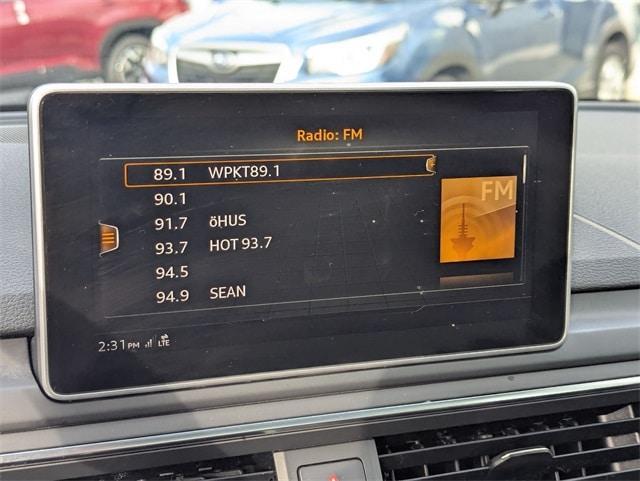 Radio: FM
89.1 WPKT89.1
90.1
91.7 öHUS
93.7 HOT 93.7
94.5
94.9 SEAN
FM
2:31PM LTE